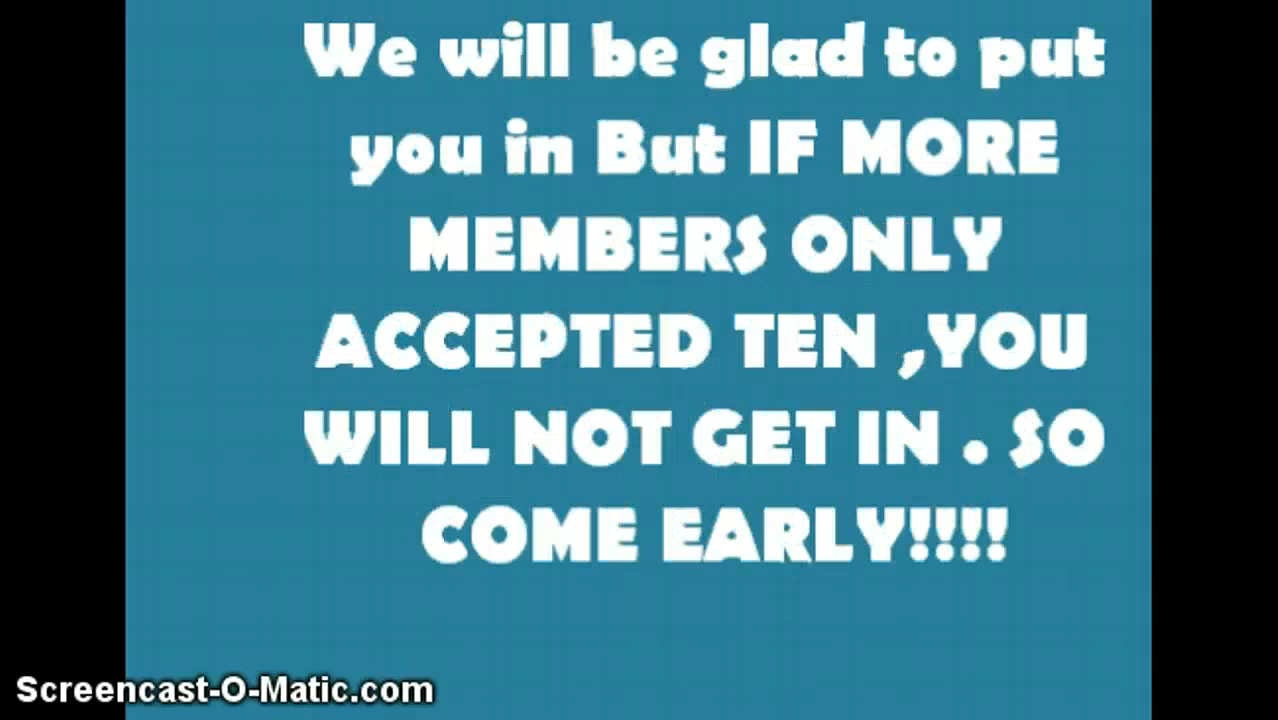 We will be glad to put
you in But IF MORE
MEMBERS ONLY
ACCEPTED TEN ,YOU
WILL NOT GET IN . SO
COME EARLY!!!!
Screencast-O-Matic.com